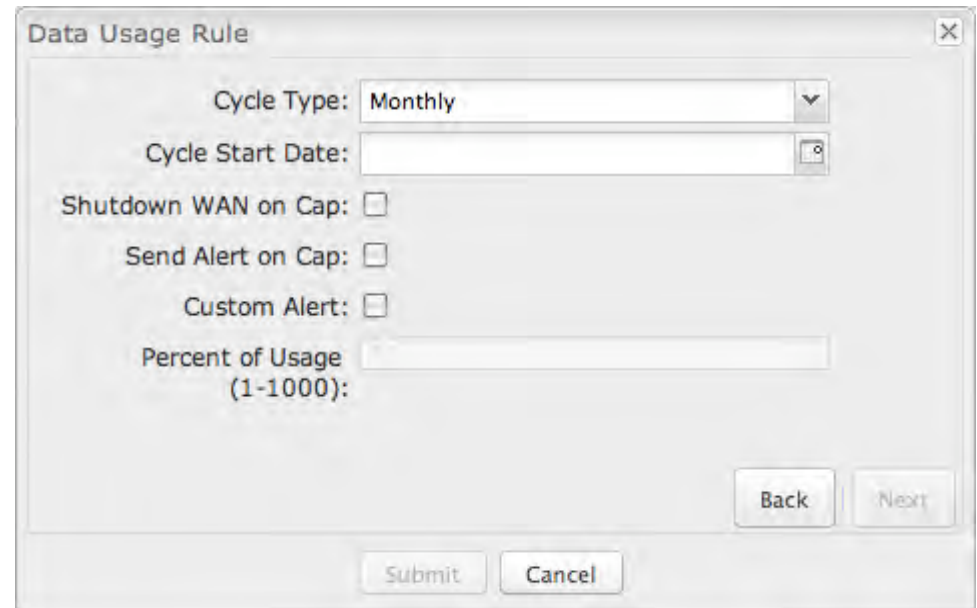 Data Usage Rule
Cycle Type: Monthly
Cycle Start Date:
Shutdown WAN on Cap:
Send Alert on Cap:
Custom Alert:
Percent of Usage
(1-1000):
Back Next
Submit Cancel